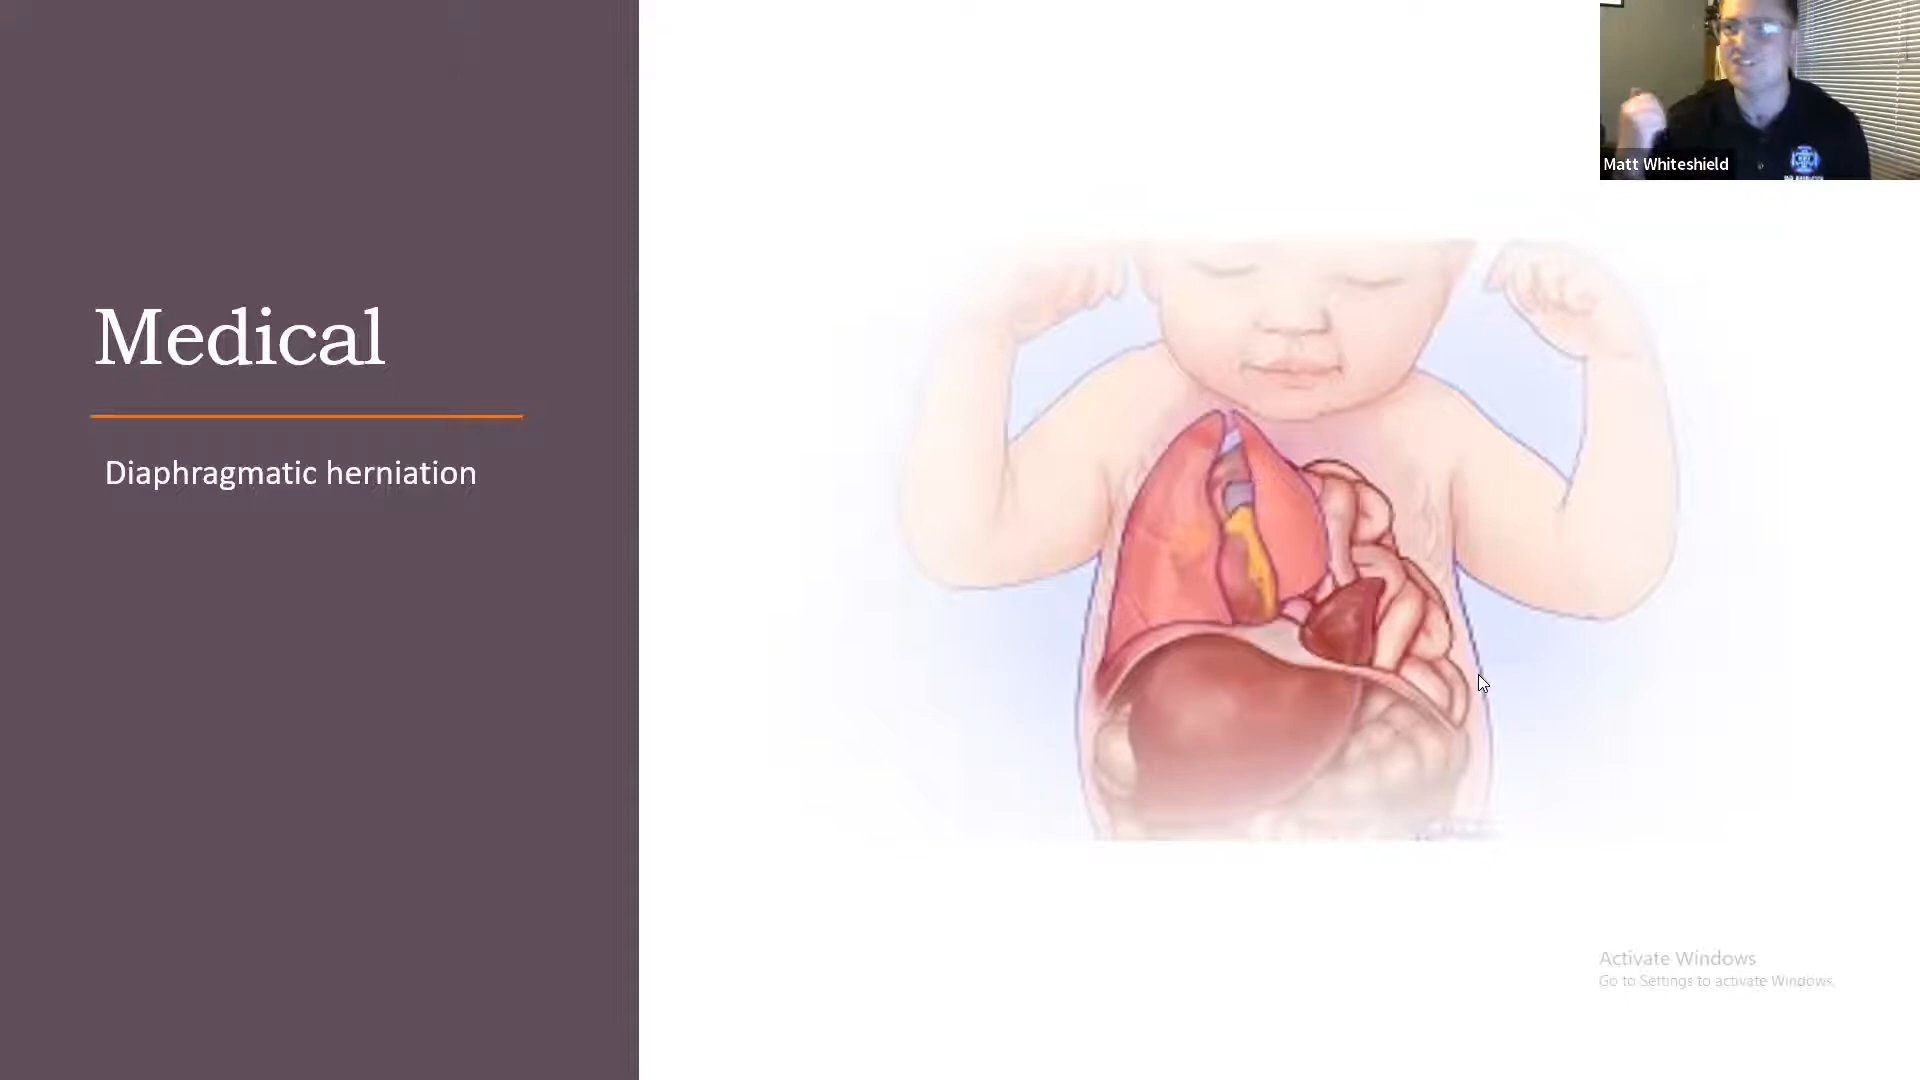 Medical
Diaphragmatic herniation
Matt Whiteshield
Activate Windows
Go to Settings to activate Windows.